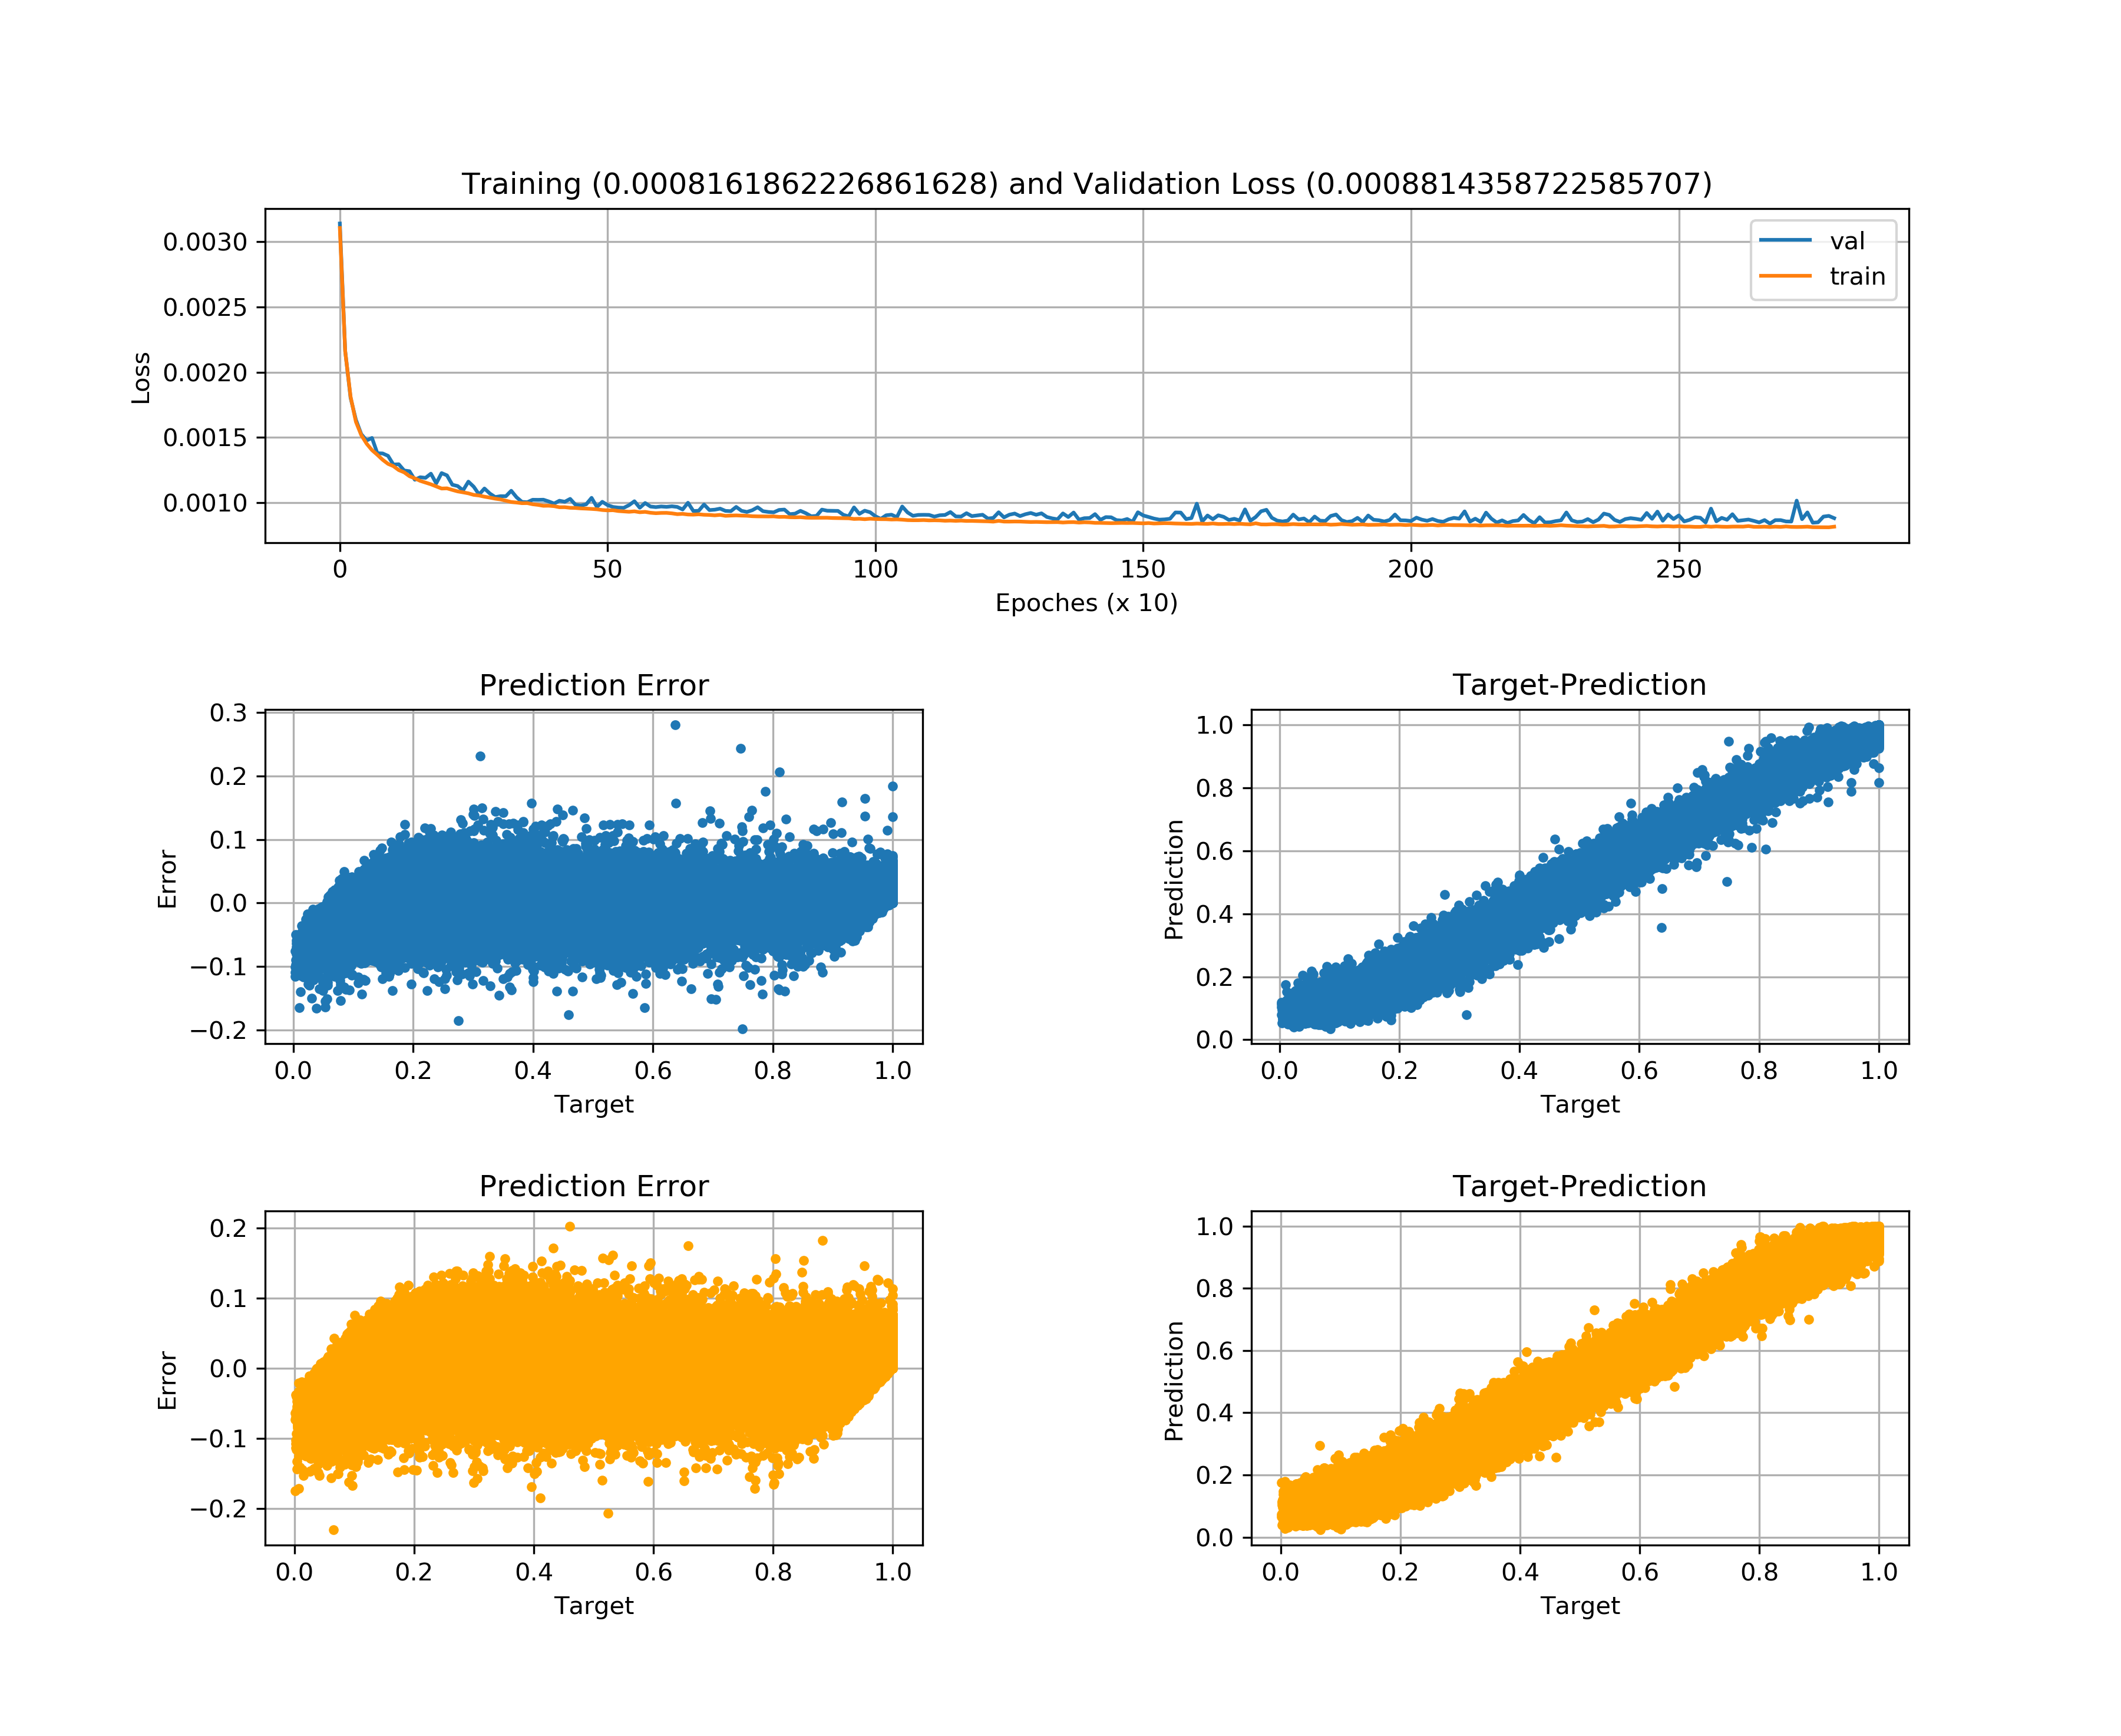 Training (0.0008161862226861628) and Validation Loss (0.0008814358722585707)
0.0030
0.0025
0.0020
0.0015
0.0010
Loss
val
train
0 50 100 150 200 250
Epoches (x 10)
Prediction Error
0.3
0.2
0.1
0.0
−0.1
−0.2
Error
0.0 0.2 0.4 0.6 0.8 1.0
Target
Target-Prediction
1.0
0.8
0.6
0.4
0.2
0.0
Prediction
0.0 0.2 0.4 0.6 0.8 1.0
Target
Prediction Error
0.2
0.1
0.0
−0.1
−0.2
Error
0.0 0.2 0.4 0.6 0.8 1.0
Target
Target-Prediction
1.0
0.8
0.6
0.4
0.2
0.0
Prediction
0.0 0.2 0.4 0.6 0.8 1.0
Target